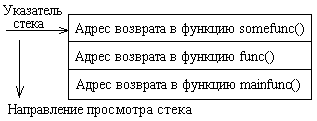 Указатель
стека
Адрес возврата в функцию somefunc()
Адрес возврата в функцию func()
Адрес возврата в функцию mainfunc()
Направление просмотра стека